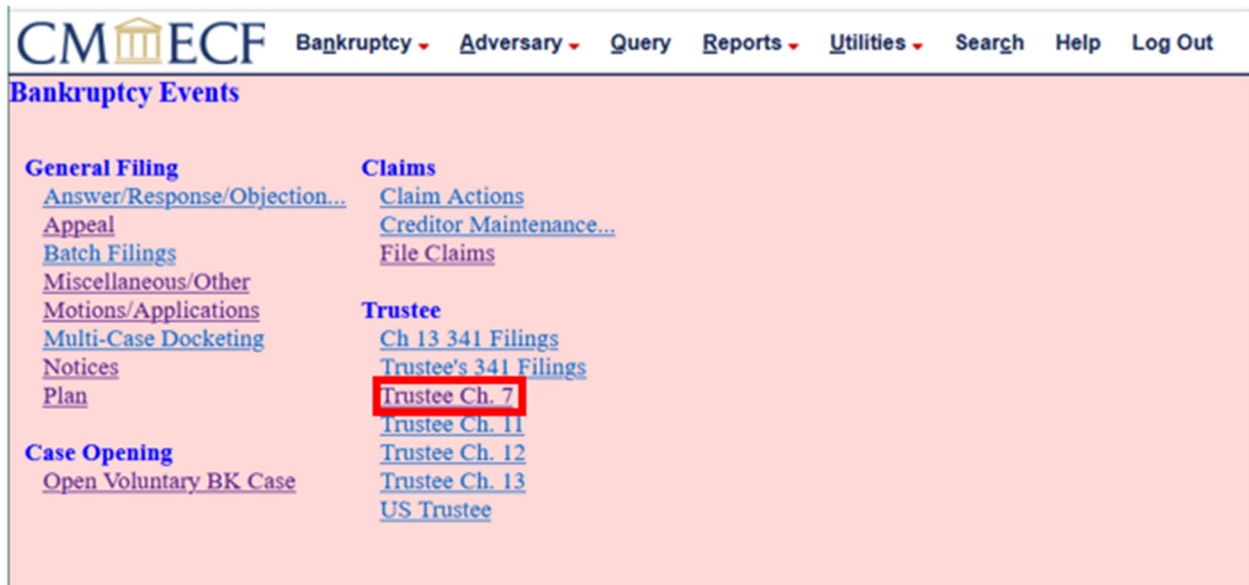 CM ECF Bankruptcy Adversary Query Reports Utilities Search Help Log Out
Bankruptcy Events
General Filing
Answer/Response/Objection...
Appeal
Batch Filings
Miscellaneous/Other
Motions/Applications
Multi-Case Docketing
Notices
Plan
Case Opening
Open Voluntary BK Case
Claims
Claim Actions
Creditor Maintenance...
File Claims
Trustee
Ch 13 341 Filings
Trustee's 341 Filings
Trustee Ch. 7
Trustee Ch. 11
Trustee Ch. 12
Trustee Ch. 13
US Trustee